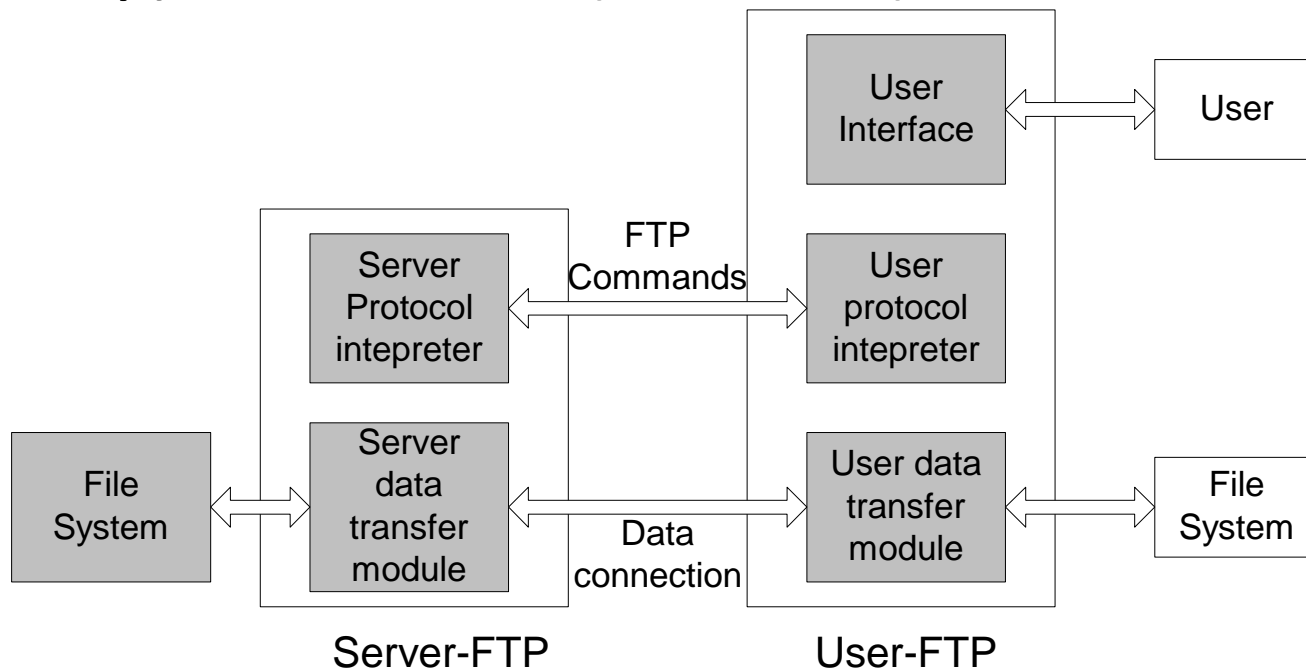 User
Interface
User
FTP
Commands
Server
Protocol
intepreter
User
protocol
intepreter
File
System
Server
data
transfer
module
Data
connection
User data
transfer
module
File
System
Server-FTP
User-FTP